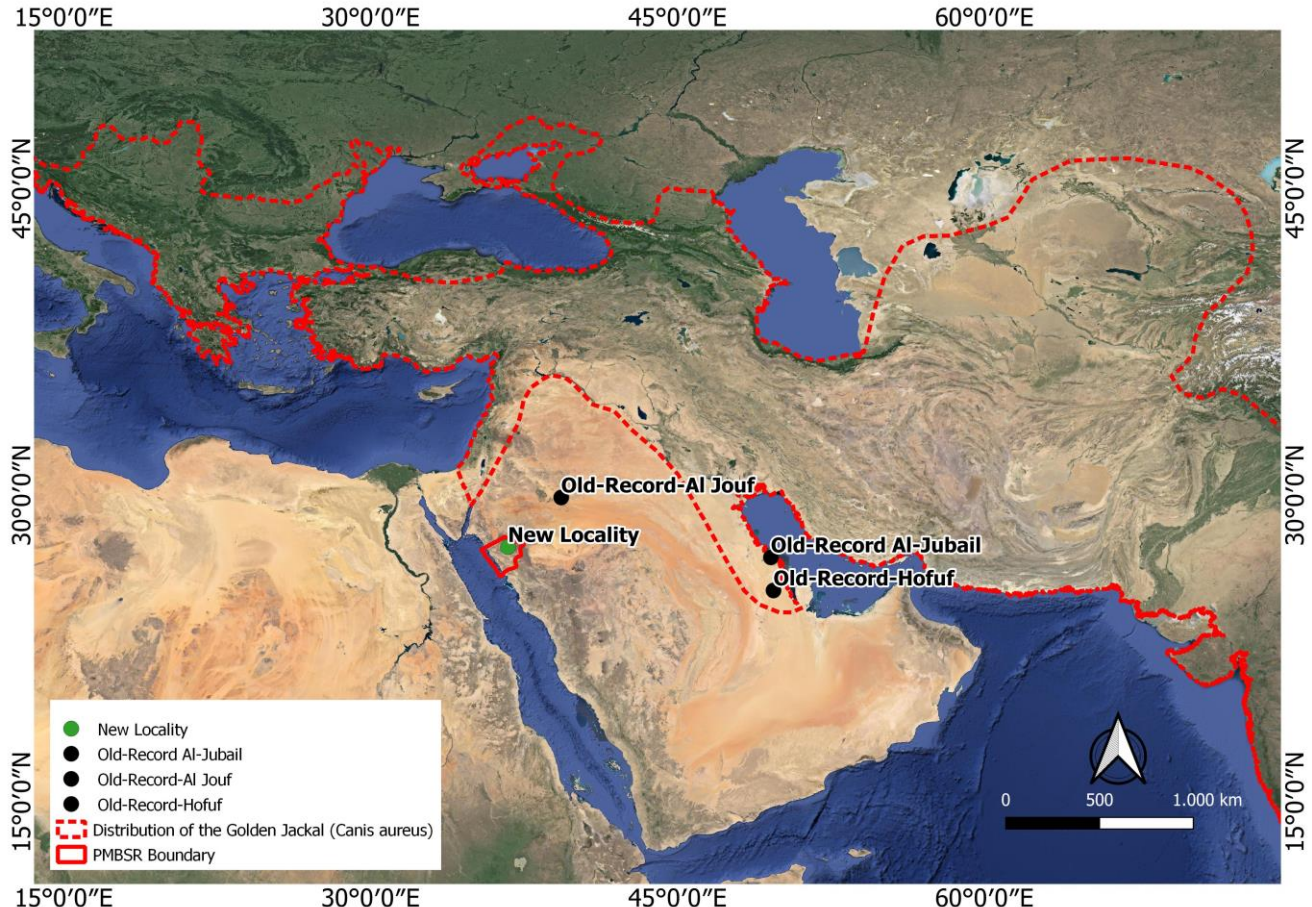 15°0′0″E 30°0′0″E 45°0′0″E 60°0′0″E
45°0′0″N
45°0′0″N
30°0′0″N
30°0′0″N
Old-Record-Al Jouf
New Locality
Old-Record Al-Jubail
Old-Record-Hofuf
New Locality
Old-Record Al-Jubail
Old-Record-Al Jouf
Old-Record-Hofuf
Distribution of the Golden Jackal (Canis aureus)
PMBSR Boundary
0 500 1.000 km
15°0′0″N
15°0′0″N
15°0′0″E 30°0′0″E 45°0′0″E 60°0′0″E